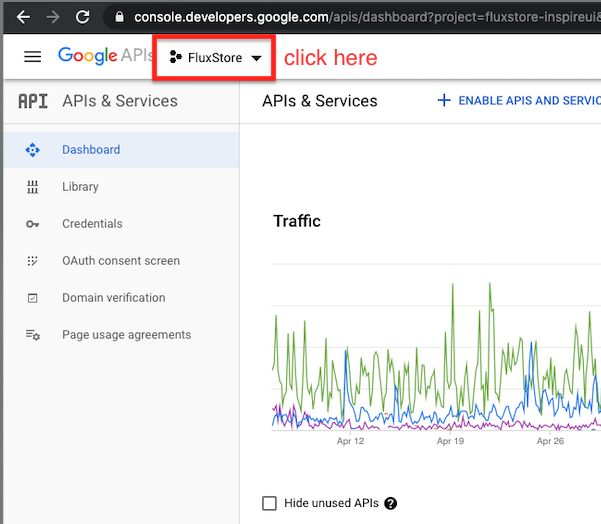 console.developers.google.com/apis/dashboard?project=fluxstore-inspireui&
Google APIs FluxStore click here
API APIs & Services
APIs & Services
ENABLE APIS AND SERVIC
Dashboard
Library
Credentials
OAuth consent screen
Domain verification
Page usage agreements
Traffic
Apr 12 Apr 19 Apr 26
Hide unused APIs ?